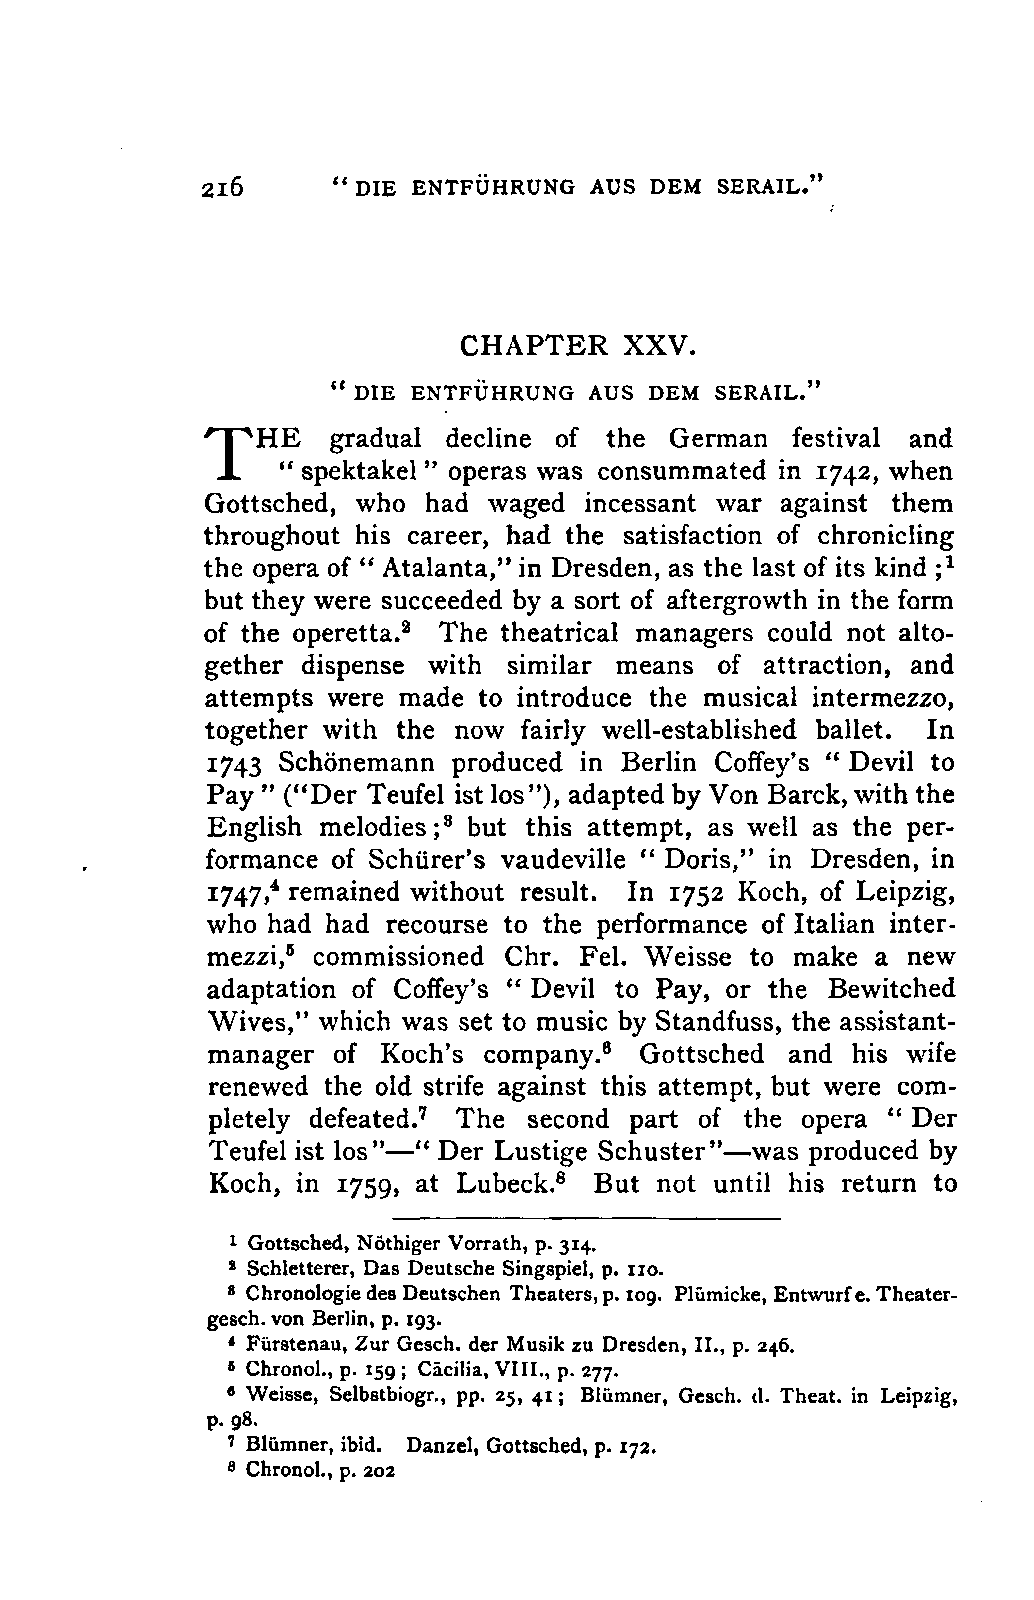 216 “ DIE ENTFÜHRUNG AUS DEM SERAIL.”
CHAPTER XXV.
“ DIE ENTFÜHRUNG AUS DEM SERAIL.”
THE gradual decline of the German festival and
“ spektakel ” operas was consummated in 1742, when
Gottsched, who had waged incessant war against them
throughout his career, had the satisfaction of chronicling
the opera of “ Atalanta,” in Dresden, as the last of its kind ;¹
but they were succeeded by a sort of aftergrowth in the form
of the operetta.² The theatrical managers could not alto-
gether dispense with similar means of attraction, and
attempts were made to introduce the musical intermezzo,
together with the now fairly well-established ballet. In
1743 Schönemann produced in Berlin Coffey’s “ Devil to
Pay ” (“Der Teufel ist los”), adapted by Von Barck, with the
English melodies ;³ but this attempt, as well as the per-
formance of Schürer’s vaudeville “ Doris,” in Dresden, in
1747,⁴ remained without result. In 1752 Koch, of Leipzig,
who had had recourse to the performance of Italian inter-
mezzi,⁵ commissioned Chr. Fel. Weisse to make a new
adaptation of Coffey’s “ Devil to Pay, or the Bewitched
Wives,” which was set to music by Standfuss, the assistant-
manager of Koch’s company.⁶ Gottsched and his wife
renewed the old strife against this attempt, but were com-
pletely defeated.⁷ The second part of the opera “ Der
Teufel ist los”—“ Der Lustige Schuster”—was produced by
Koch, in 1759, at Lubeck.⁸ But not until his return to
¹ Gottsched, Nöthiger Vorrath, p. 314.
² Schletterer, Das Deutsche Singspiel, p. 110.
³ Chronologie des Deutschen Theaters, p. 109. Plümicke, Entwurf e. Theater-
gesch. von Berlin, p. 193.
⁴ Fürstenau, Zur Gesch. der Musik zu Dresden, II., p. 246.
⁵ Chronol., p. 159 ; Cäcilia, VIII., p. 277.
⁶ Weisse, Selbstbiogr., pp. 25, 41 ; Blümner, Gesch. d. Theat. in Leipzig,
p. 98.
⁷ Blümner, ibid. Danzel, Gottsched, p. 172.
⁸ Chronol., p. 202